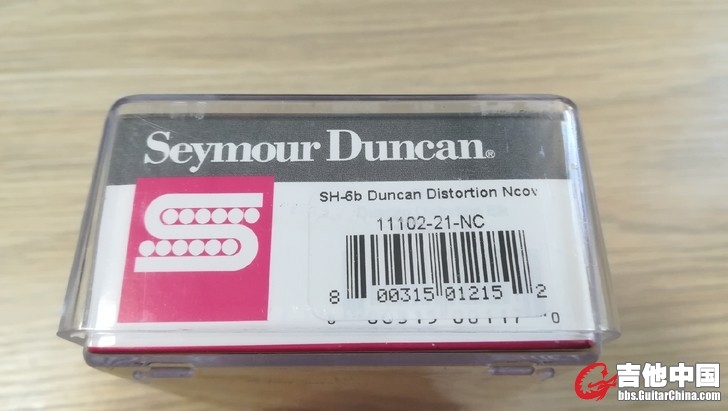 Seymour Duncan®
SH-6b Duncan Distortion Ncov
11102-21-NC
8 00315 01215 2
吉他中国
bbs.GuitarChina.com